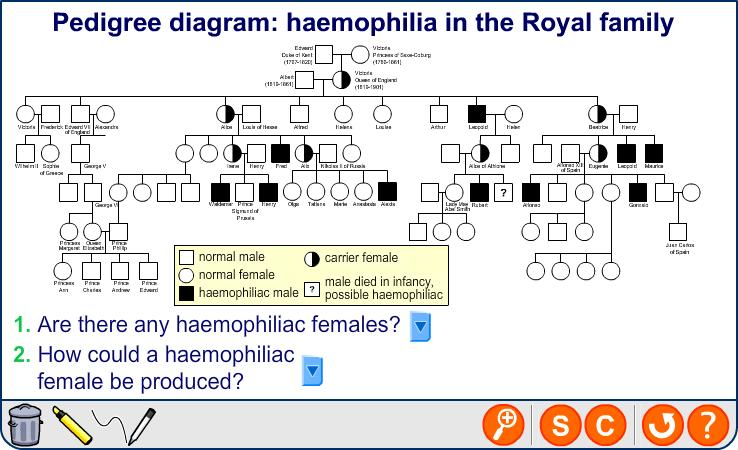 Pedigree diagram: haemophilia in the Royal family
Edward
Duke of Kent
(1767-1820)
Victoria
Princess of Saxe-Coburg
(1786-1861)
Albert
(1819-1861)
Victoria
Queen of England
(1819-1901)
Victoria Frederick Edward VII Alexandra
of England
Alice Louis of Hesse Alfred Helena Louise Arthur Leopold Helen Beatrice Henry
Wilhelm II Sophie George V
of Greece
Irene Henry Fred Alix Nikolas II of Russia Alice of Athlone Alfonso XIII Eugenie Leopold Maurice
of Spain
George VI
Waldemar Prince Henry Olga Tatiana Marie Anastasia Alexis Lady May Rupert ? Alfonso Gonzalo
Sigmund of Abel Smith
Prussia
Princess Queen Prince
Margaret Elizabeth Philip
Juan Carlos
of Spain
Princess Prince Prince Prince
Ann Charles Andrew Edward
normal male
normal female
haemophiliac male
carrier female
? male died in infancy,
possible haemophiliac
1. Are there any haemophiliac females?
2. How could a haemophiliac
female be produced?
S C ?